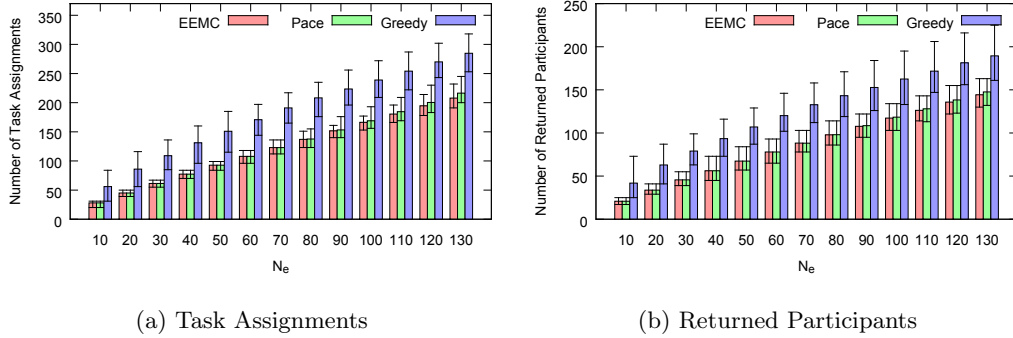 EEMC Pace Greedy
Number of Task Assignments
350
300
250
200
150
100
50
0
10 20 30 40 50 60 70 80 90 100 110 120 130
Ne
(a) Task Assignments
EEMC Pace Greedy
Number of Returned Participants
250
200
150
100
50
0
10 20 30 40 50 60 70 80 90 100 110 120 130
Ne
(b) Returned Participants